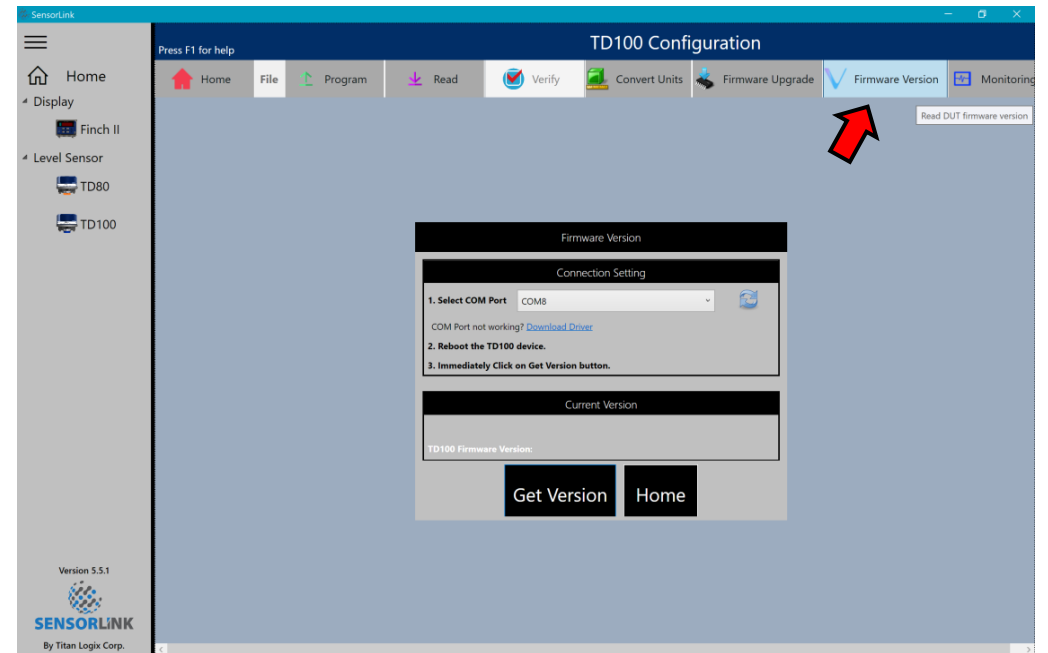 SensorLink
Press F1 for help
TD100 Configuration
Home
Display
Finch II
Level Sensor
TD80
TD100
Home
File
Program
Read
Verify
Convert Units
Firmware Upgrade
Firmware Version
Monitoring
Read DUT firmware version
Firmware Version
Connection Setting
1. Select COM Port COM8
COM Port not working? Download Driver
2. Reboot the TD100 device.
3. Immediately Click on Get Version button.
Current Version
TD100 Firmware Version:
Get Version
Home
Version 5.5.1
SENSORLiNK
By Titan Logix Corp.